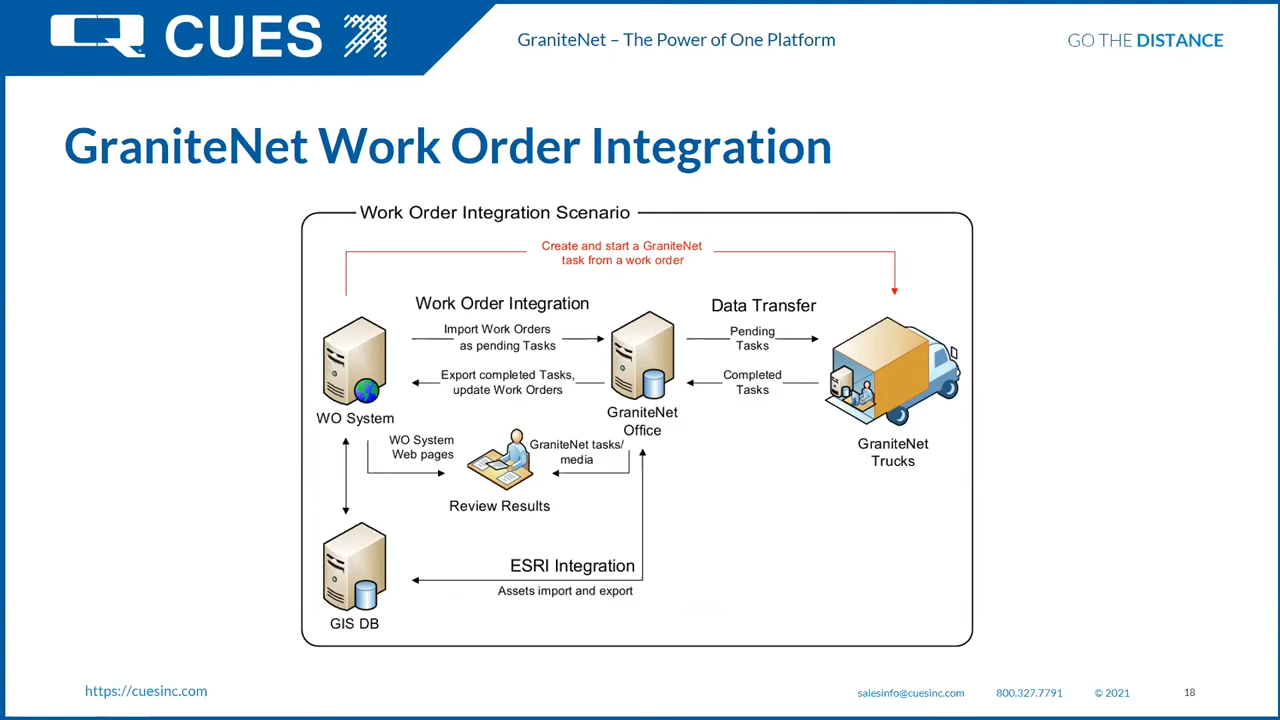 CUES
GraniteNet – The Power of One Platform
GO THE DISTANCE
GraniteNet Work Order Integration
Work Order Integration Scenario
Create and start a GraniteNet
task from a work order
Work Order Integration
Data Transfer
Import Work Orders
as pending Tasks
Pending
Tasks
Export completed Tasks,
update Work Orders
Completed
Tasks
WO System
GraniteNet
Office
GraniteNet
Trucks
WO System
Web pages
GraniteNet tasks/
media
Review Results
ESRI Integration
Assets import and export
GIS DB
https://cuesinc.com
salesinfo@cuesinc.com
800.327.7791
© 2021
18